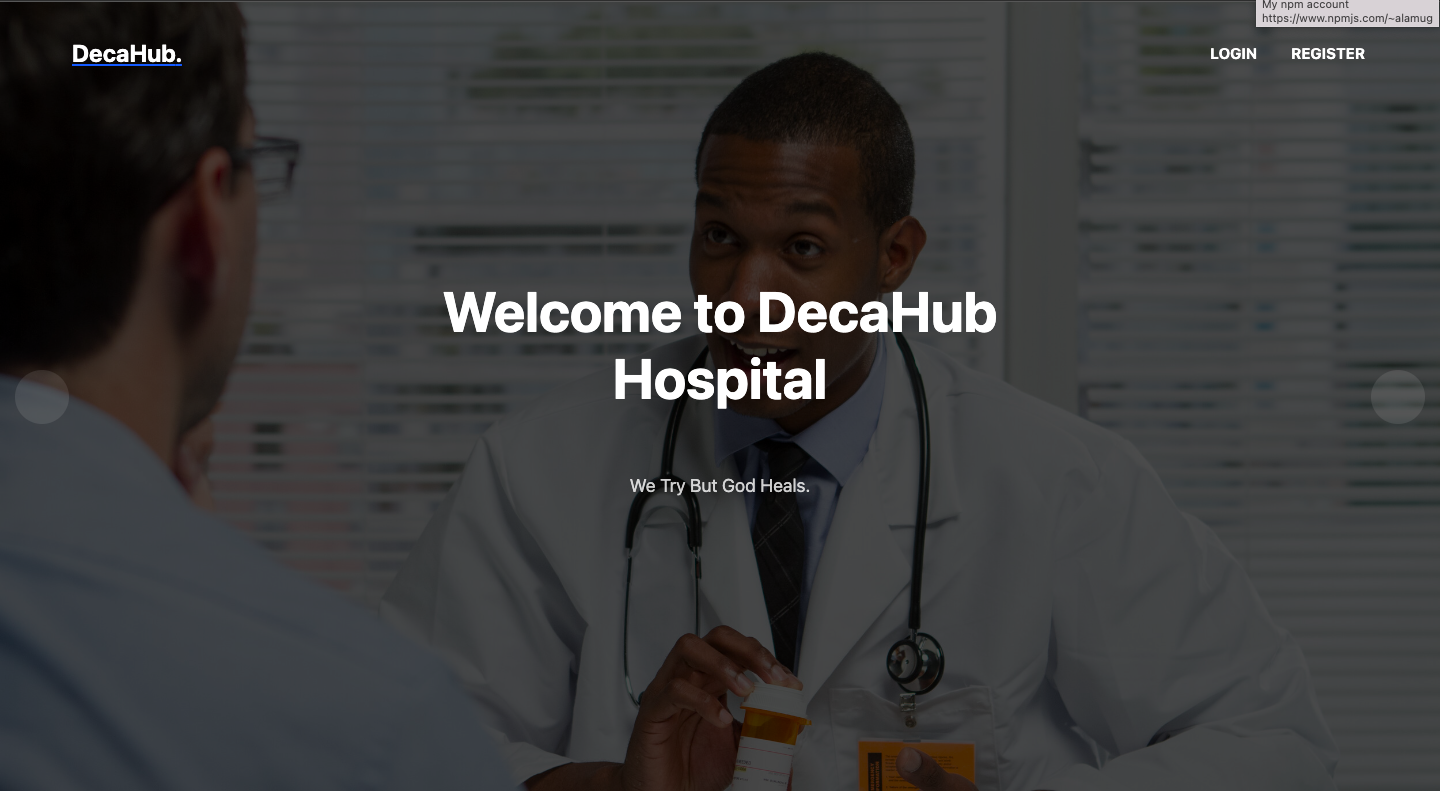 My npm account
https://www.npmjs.com/~alamug
DecaHub.
LOGIN
REGISTER
Welcome to DecaHub
Hospital
We Try But God Heals.